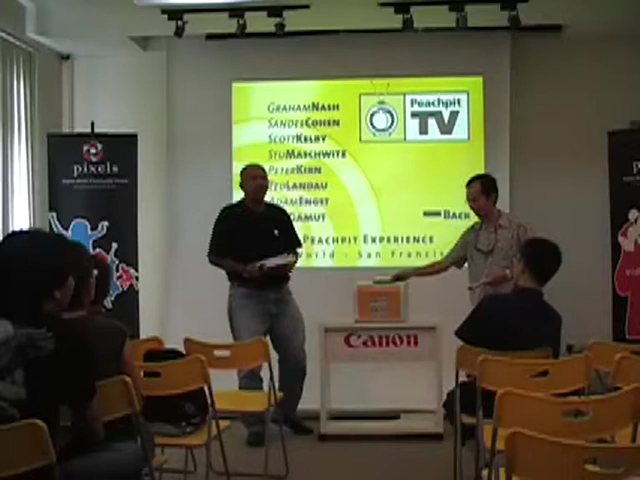 GRAHAMNASH
SANDEECOHEN
SCOTTKELBY
STUMASCHWITZ
PETERKIRN
TEDLANDAU
ADAMENGST
GAMUT
Peachpit
TV
BACK
PEACHPIT EXPERIENCE
world - San Francis
pixels
Canon